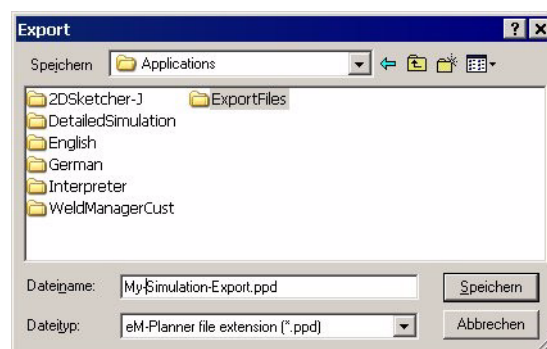 Export
Speichern Applications
2DSketcher-J ExportFiles
DetailedSimulation
English
German
Interpreter
WeldManagerCust
Dateiname: My-Simulation-Export.ppd Speichern
Dateityp: eM-Planner file extension (*.ppd) Abbrechen